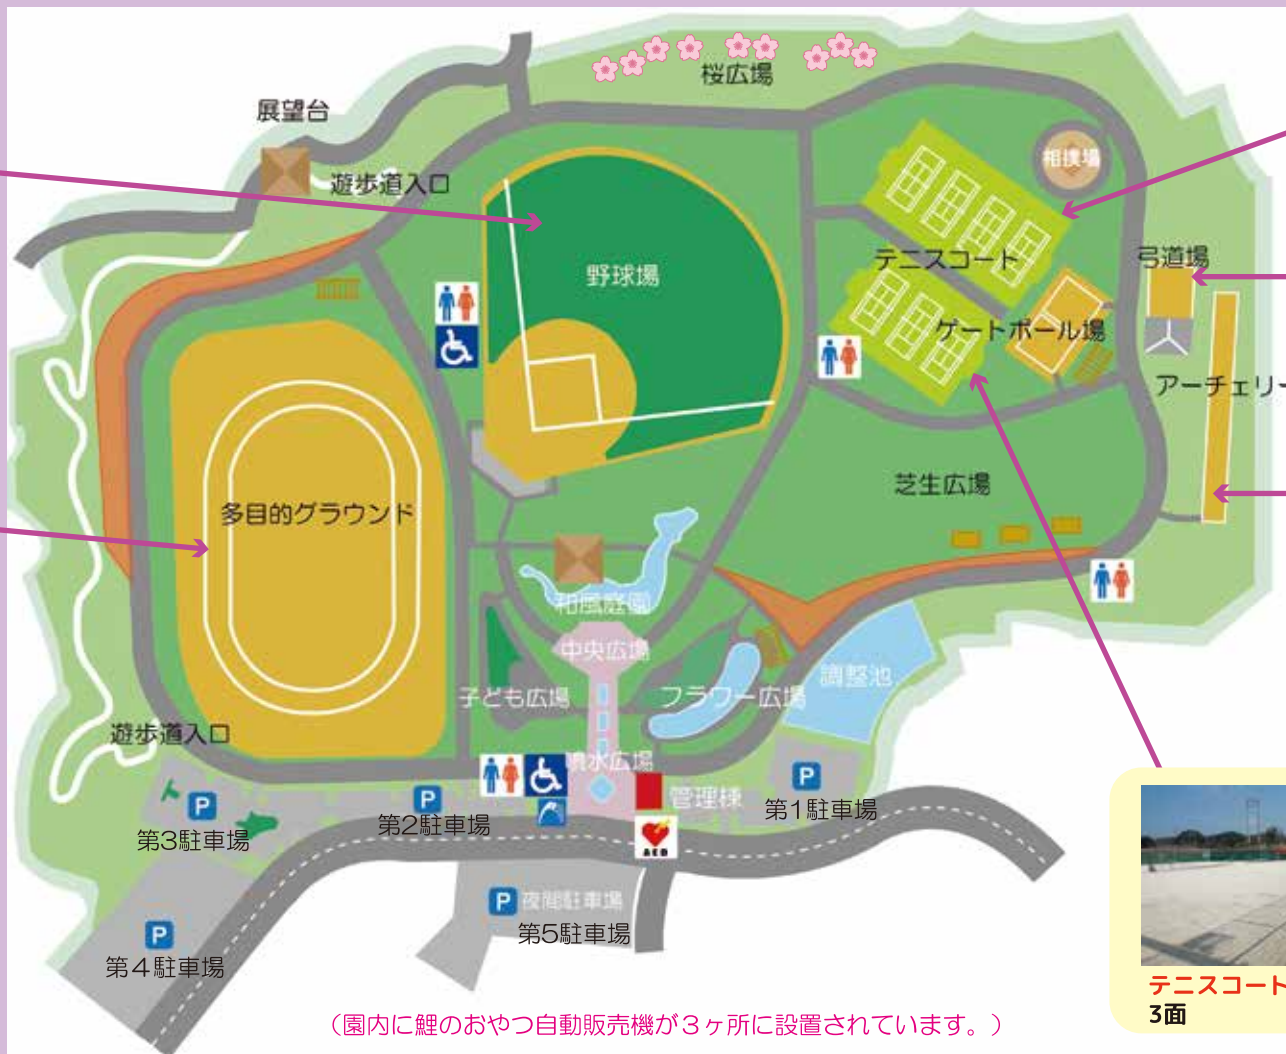 桜広場
展望台
遊歩道入口
相撲場
野球場
テニスコート
弓道場
ゲートボール場
アーチェリー
芝生広場
多目的グラウンド
和風庭園
中央広場
子ども広場
フラワー広場
調整池
遊歩道入口
噴水広場
管理棟
P
第1駐車場
P
第2駐車場
P
第3駐車場
AED
P
夜間駐車場
第5駐車場
P
第4駐車場
テニスコート
3面
(園内に鯉のおやつ自動販売機が3ヶ所に設置されています。)